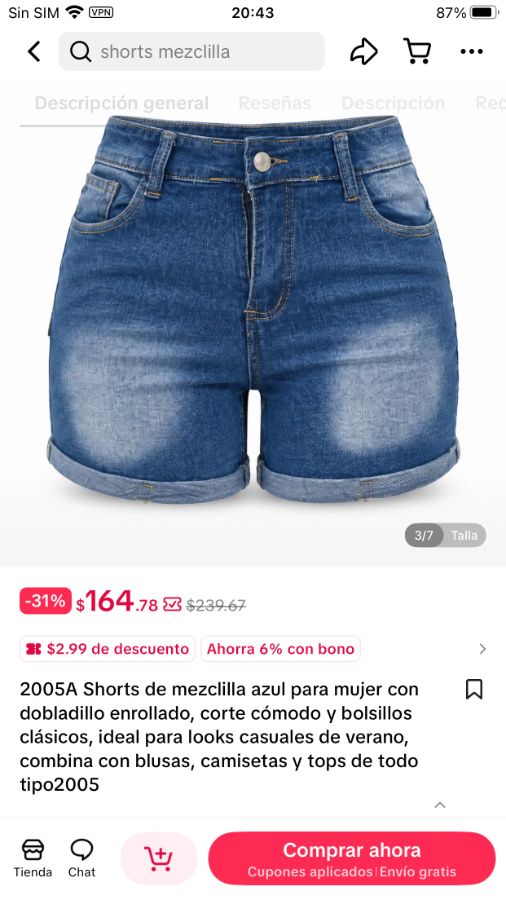 Sin SIM VPN 20:43 87%
shorts mezclilla
Descripción general Reseñas Descripción Rec
3/7 Talla
-31% $164.78 $239.67
$2.99 de descuento Ahorra 6% con bono
2005A Shorts de mezclilla azul para mujer con
dobladillo enrollado, corte cómodo y bolsillos
clásicos, ideal para looks casuales de verano,
combina con blusas, camisetas y tops de todo
tipo2005
Comprar ahora
Tienda Chat Cupones aplicados | Envío gratis